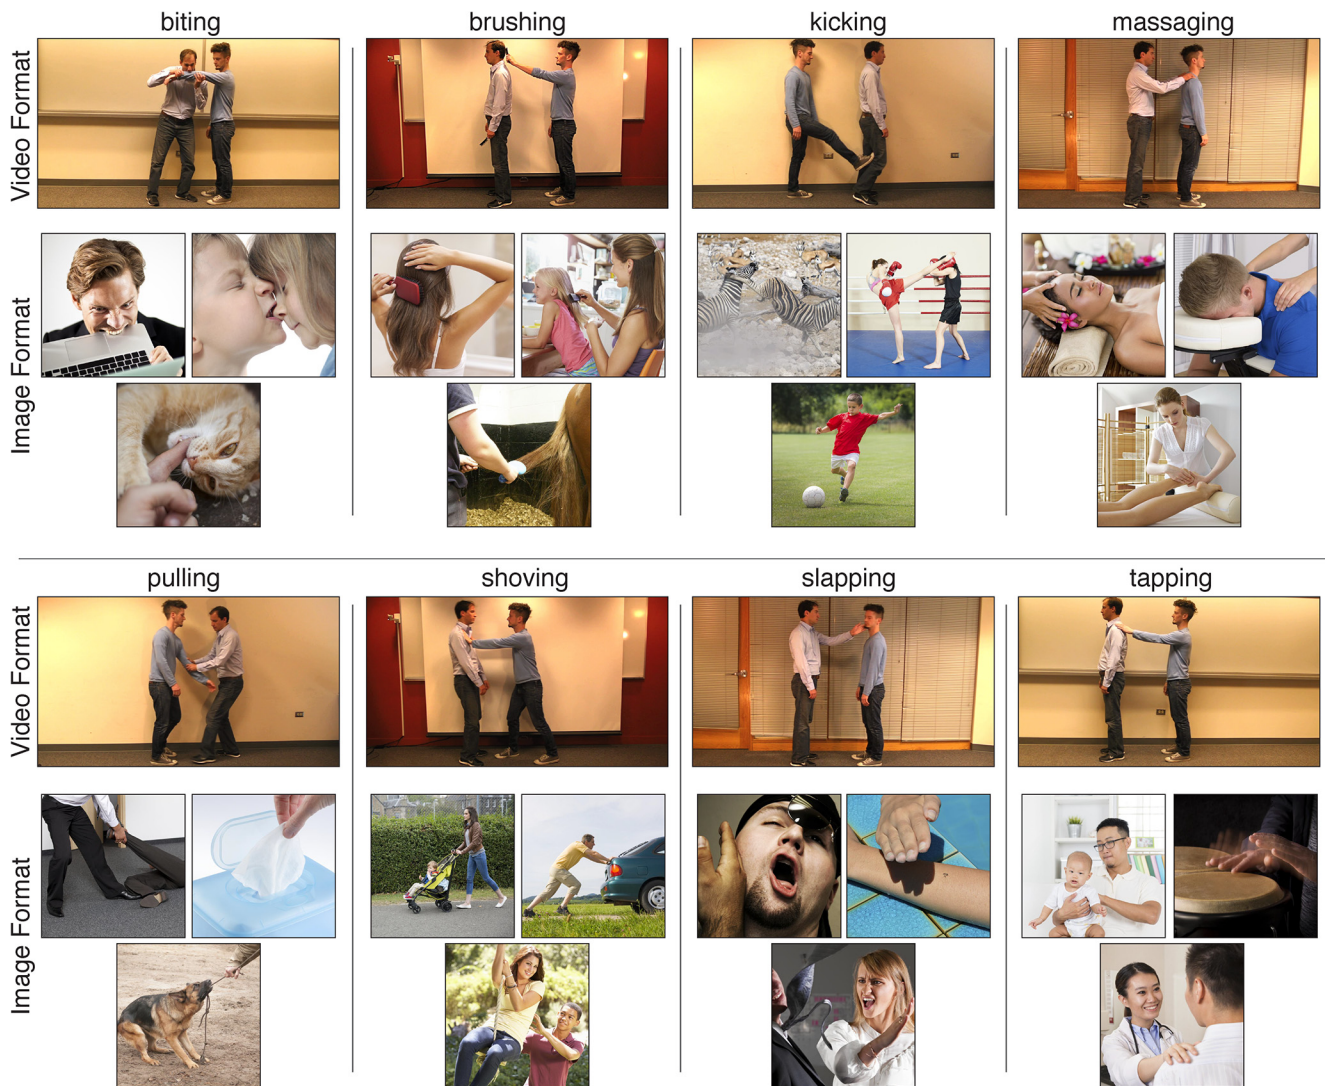 biting
brushing
kicking
massaging
Video Format
Image Format
pulling
shoving
slapping
tapping
Video Format
Image Format